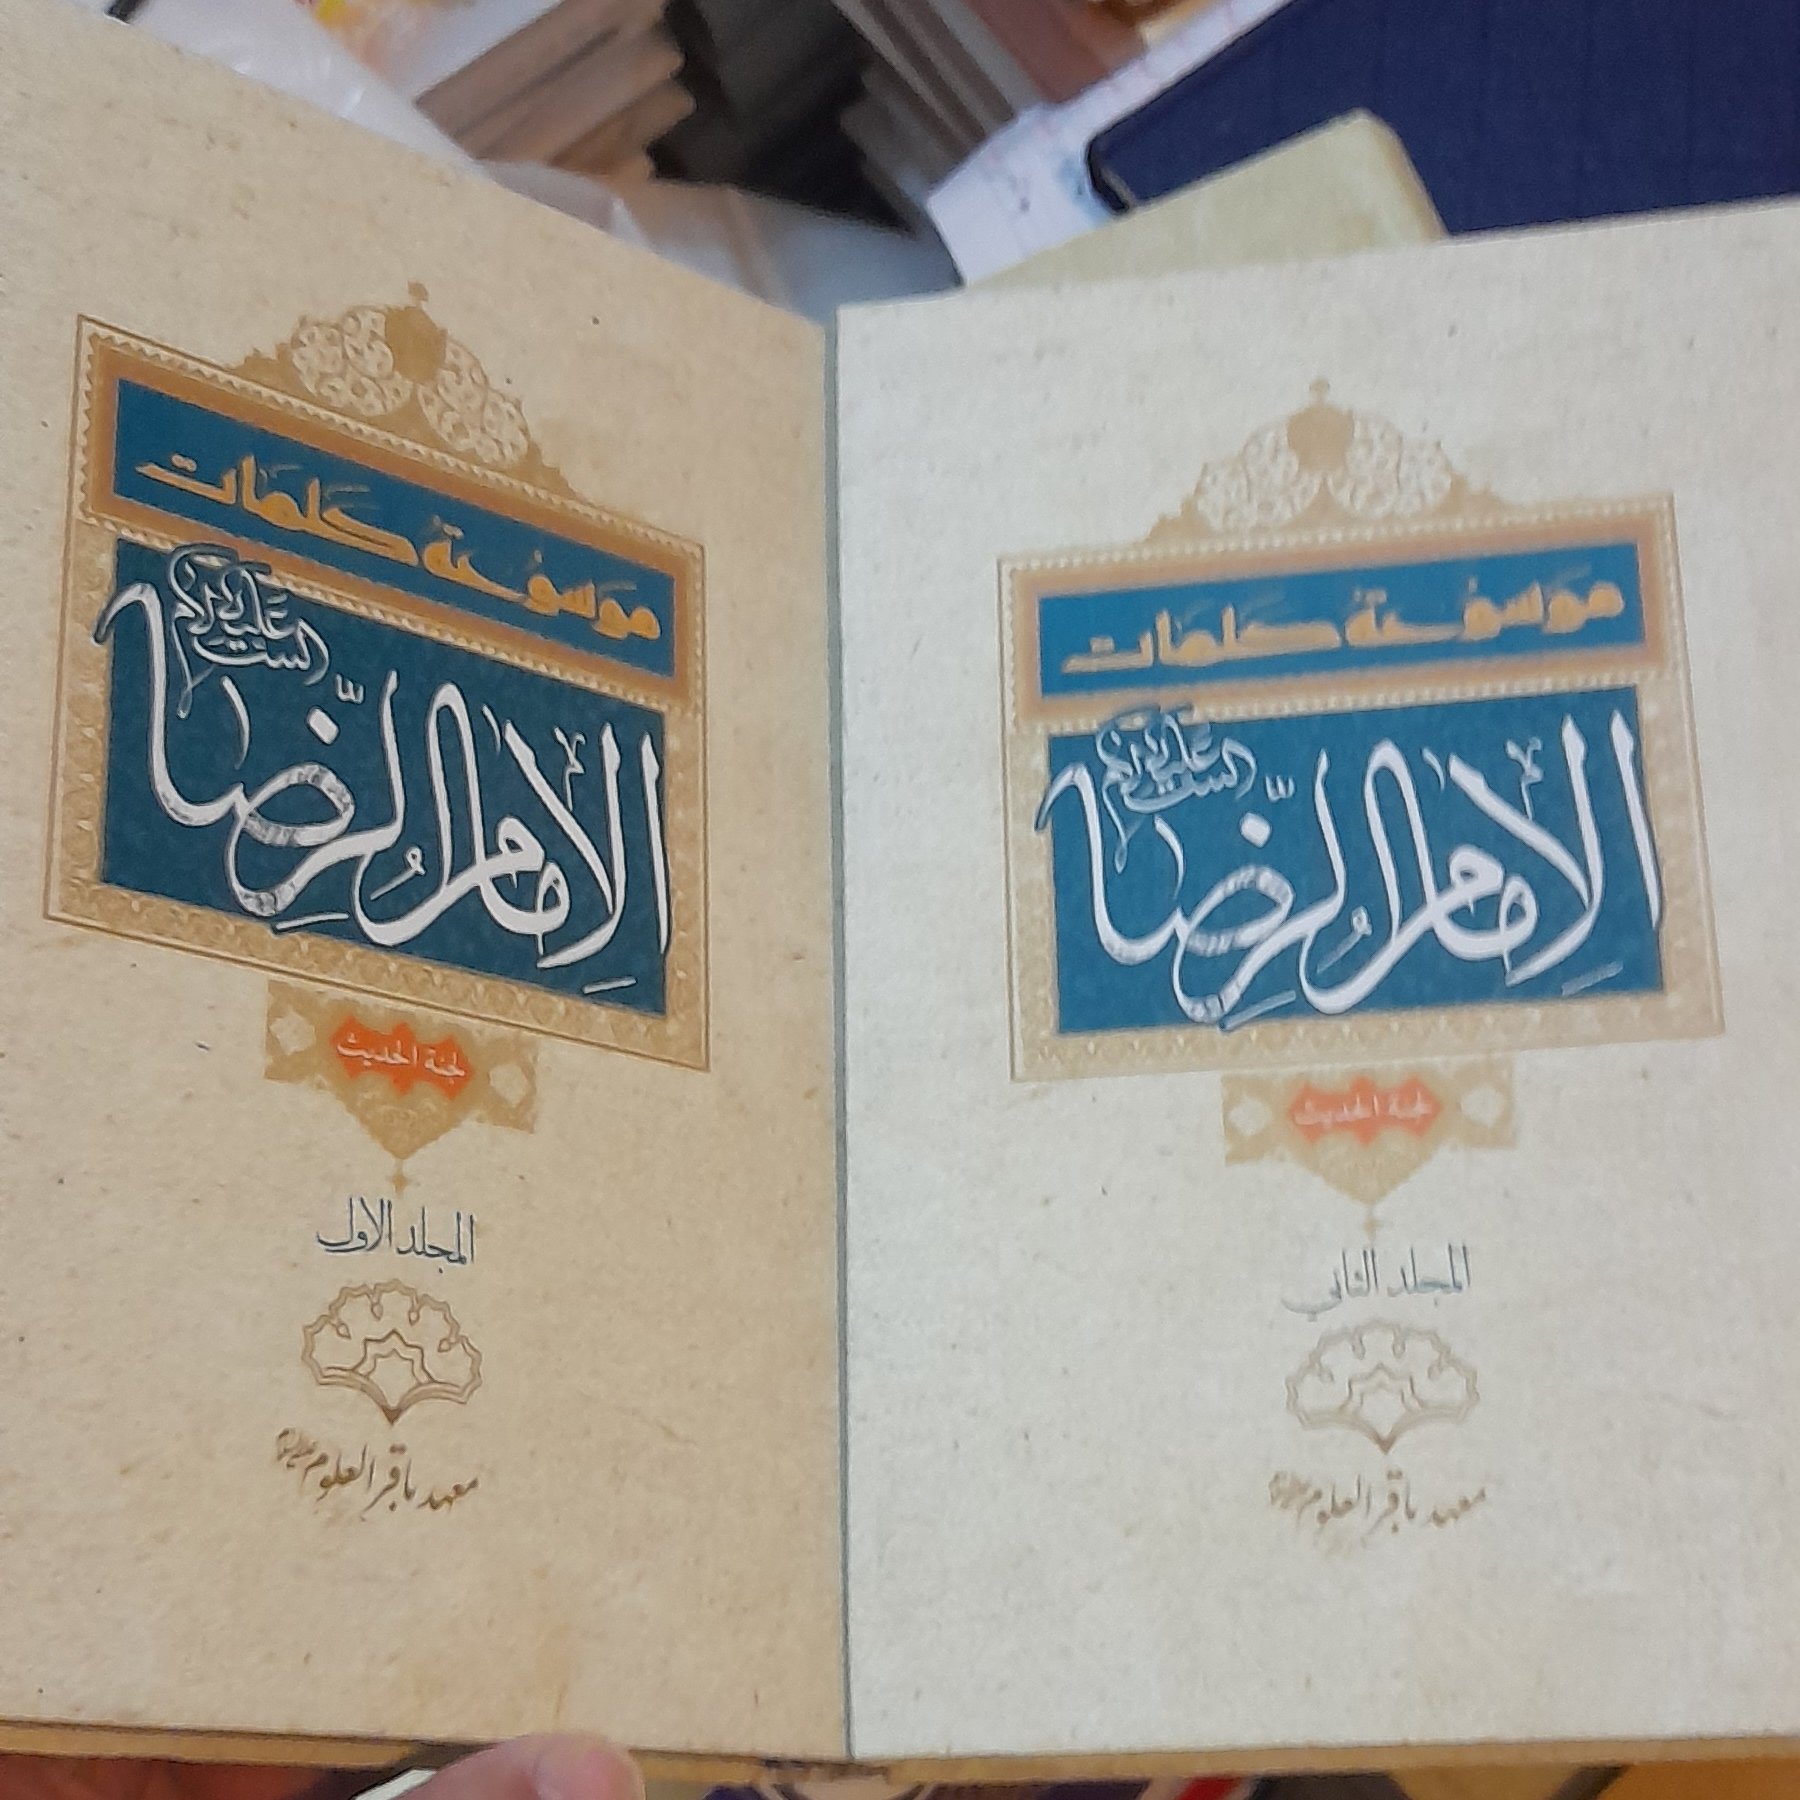 موسوعة كلمات
الإمام الرضا
عليه السلام
لجنة الحديث
المجلد الثاني
معهد باقر العلوم
موسوعة كلمات
الإمام الرضا
عليه السلام
لجنة الحديث
المجلد الاول
معهد باقر العلوم